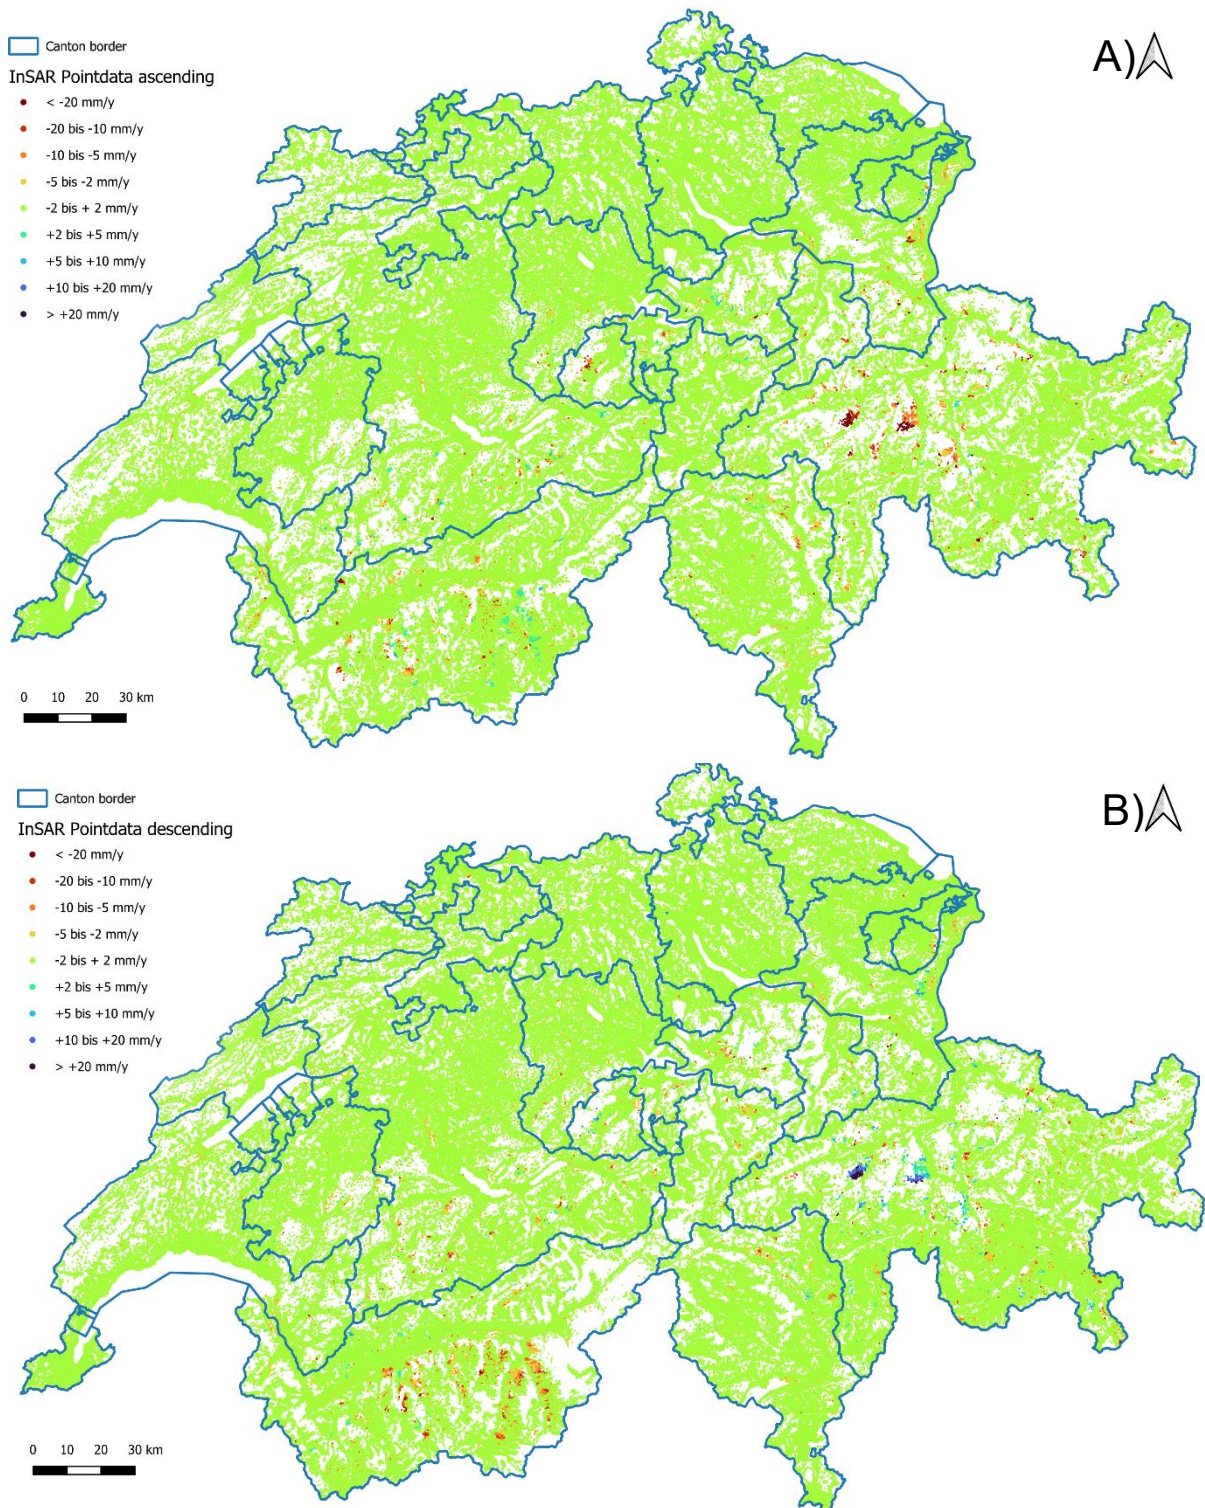 A)
Canton border
InSAR Pointdata ascending
< -20 mm/y
-20 bis -10 mm/y
-10 bis -5 mm/y
-5 bis -2 mm/y
-2 bis + 2 mm/y
+2 bis +5 mm/y
+5 bis +10 mm/y
+10 bis +20 mm/y
> +20 mm/y
0 10 20 30 km
B)
Canton border
InSAR Pointdata descending
< -20 mm/y
-20 bis -10 mm/y
-10 bis -5 mm/y
-5 bis -2 mm/y
-2 bis + 2 mm/y
+2 bis +5 mm/y
+5 bis +10 mm/y
+10 bis +20 mm/y
> +20 mm/y
0 10 20 30 km